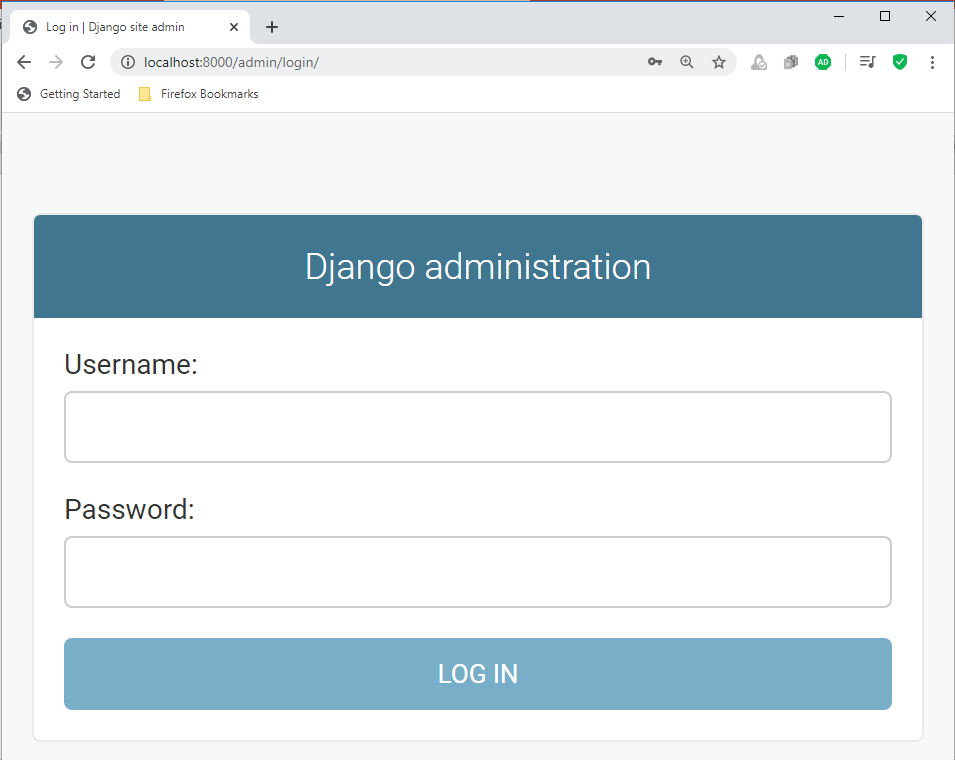 Log in | Django site admin
localhost:8000/admin/login/
AD
Getting Started
Firefox Bookmarks
Django administration
Username:
Password:
LOG IN